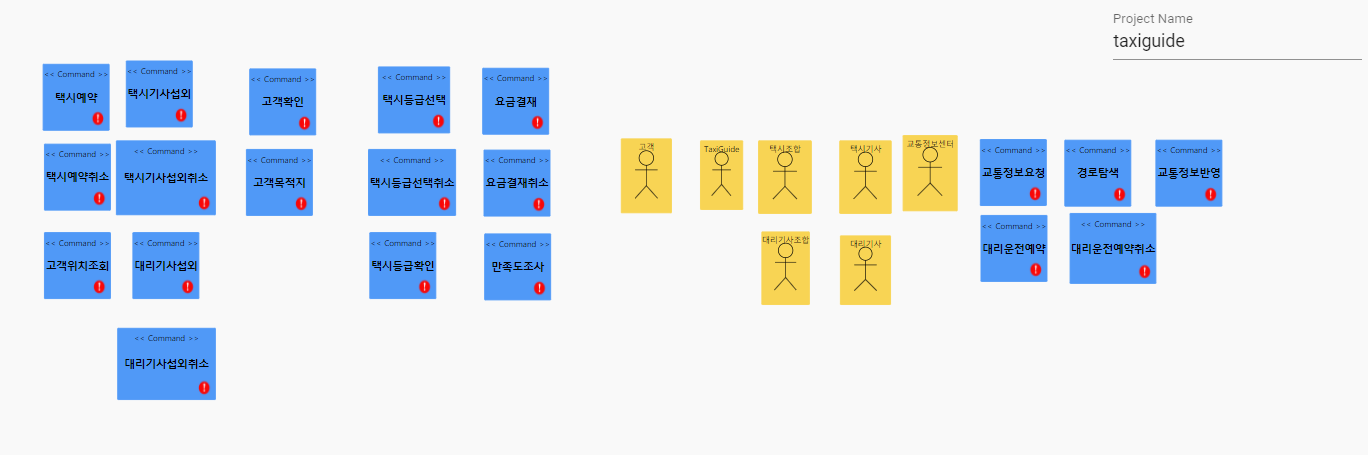 Project Name
taxiguide
<< Command >>
택시예약
<< Command >>
택시기사섭외
<< Command >>
고객확인
<< Command >>
택시등급선택
<< Command >>
요금결재
<< Command >>
택시예약취소
<< Command >>
택시기사섭외취소
<< Command >>
고객목적지
<< Command >>
택시등급선택취소
<< Command >>
요금결재취소
고객
TaxiGuide
택시조합
택시기사
교통정보센터
<< Command >>
교통정보요청
<< Command >>
경로탐색
<< Command >>
교통정보반영
<< Command >>
고객위치조회
<< Command >>
대리기사섭외
<< Command >>
택시등급확인
<< Command >>
만족도조사
대리기사조합
대리기사
<< Command >>
대리운전예약
<< Command >>
대리운전예약취소
<< Command >>
대리기사섭외취소